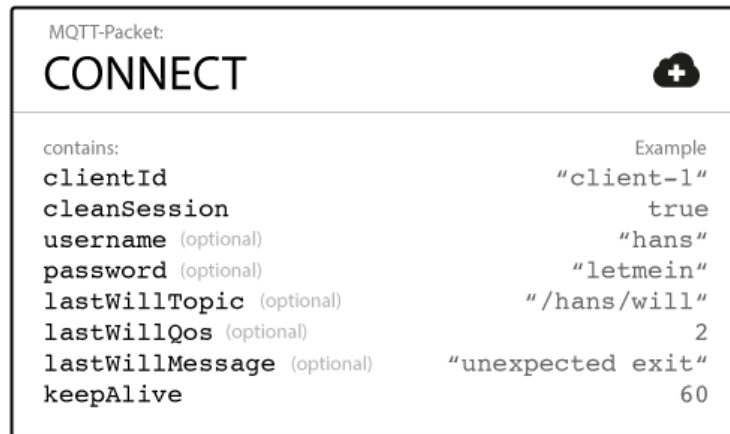 MQTT-Packet:
CONNECT
contains: Example
clientId “client-1“
cleanSession true
username (optional) “hans“
password (optional) “letmein“
lastWillTopic (optional) “/hans/will“
lastWillQos (optional) 2
lastWillMessage (optional) “unexpected exit“
keepAlive 60